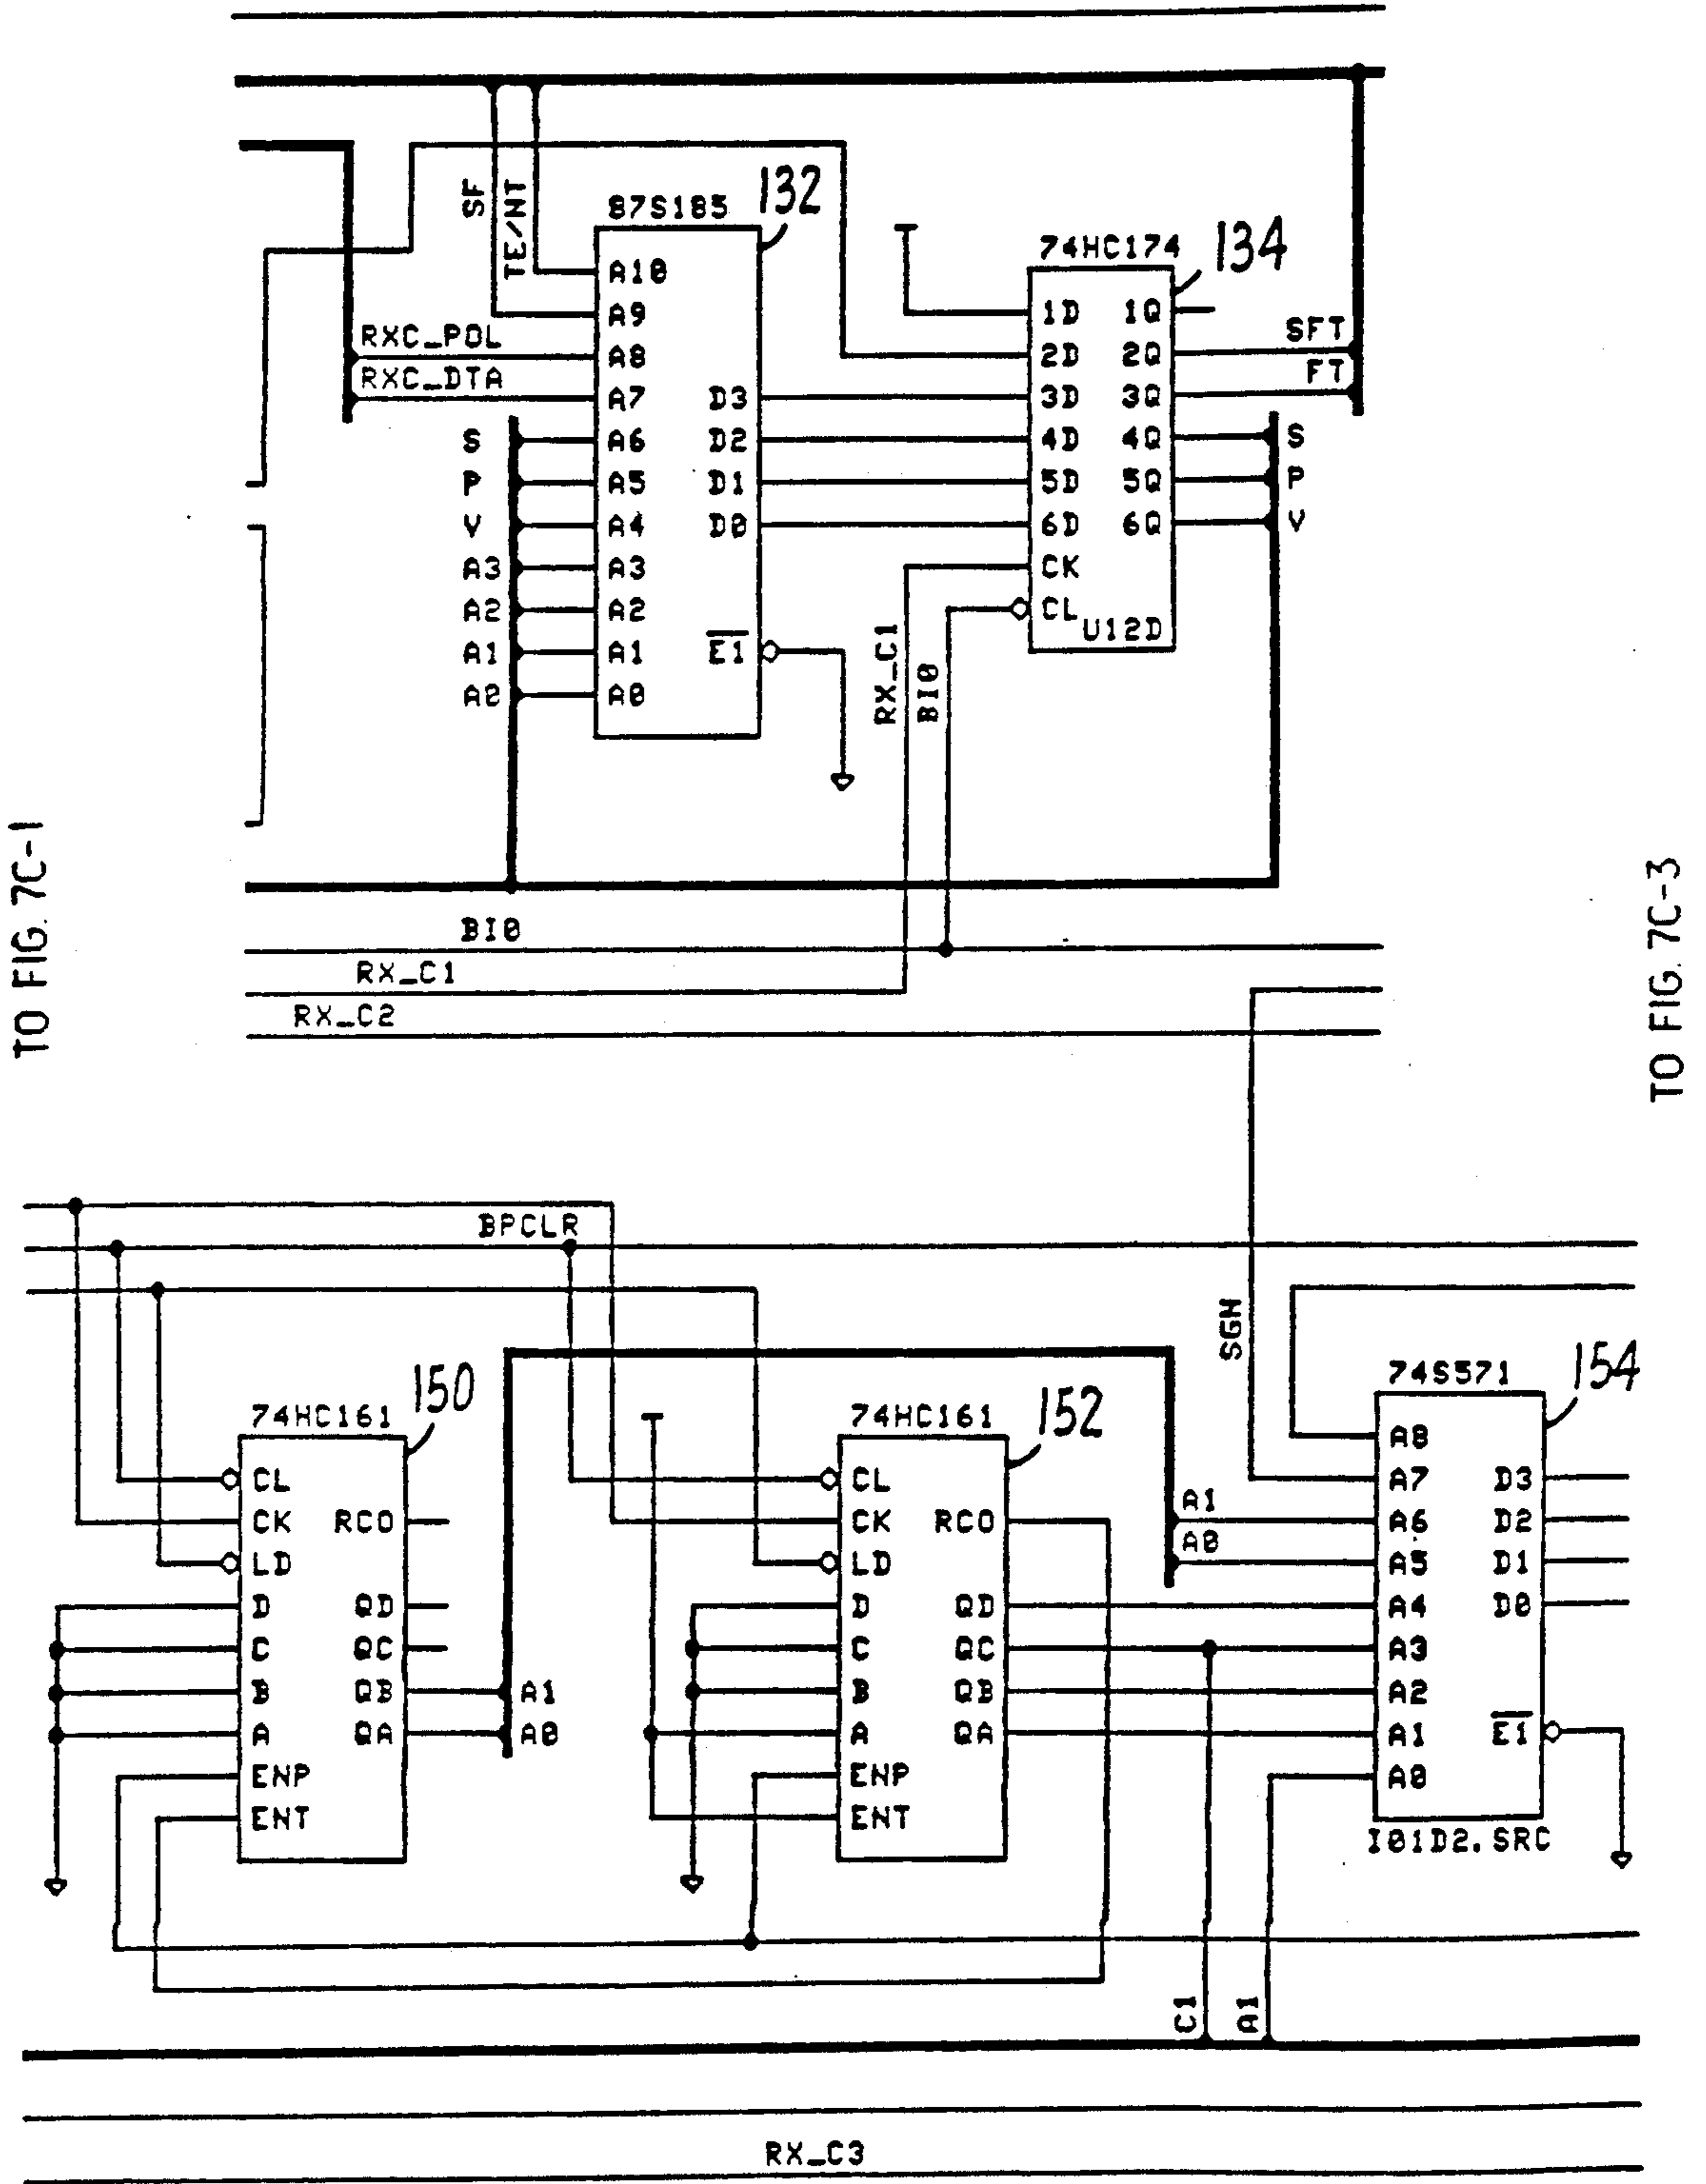 SF
TE/NT
87S185
132
A10
A9
RXC_POL
A8
RXC_DTA
A7
D3
S
A6
D2
P
A5
D1
V
A4
D0
A3
A3
A2
A2
A1
A1
E1
A0
A0
74HC174
134
1D
1Q
2D
2Q
SFT
3D
3Q
FT
4D
4Q
S
5D
5Q
P
6D
6Q
V
CK
CL
U12D
RX_C1
BI0
TO FIG. 7C-1
TO FIG. 7C-3
BI0
RX_C1
RX_C2
BPCLR
SGN
74HC161
150
CL
CK
RCO
LD
D
QD
C
QC
B
QB
A1
A
QA
A0
ENP
ENT
74HC161
152
CL
CK
RCO
LD
D
QD
C
QC
B
QB
A
QA
ENP
ENT
74S571
154
A8
A7
D3
A1
A6
D2
A0
A5
D1
A4
D0
A3
A2
A1
E1
A0
I01D2.SRC
C1
A1
RX_C3